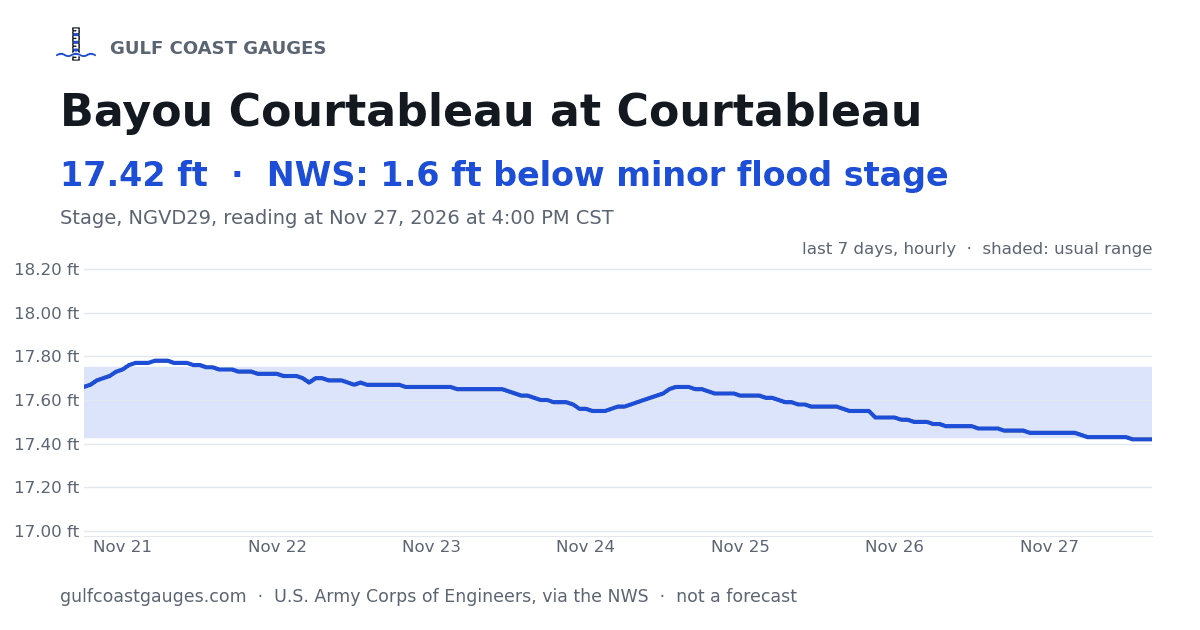 GULF COAST GAUGES
Bayou Courtableau at Courtableau
17.42 ft · NWS: 1.6 ft below minor flood stage
Stage, NGVD29, reading at Nov 27, 2026 at 4:00 PM CST
last 7 days, hourly · shaded: usual range
18.20 ft
18.00 ft
17.80 ft
17.60 ft
17.40 ft
17.20 ft
17.00 ft
Nov 21 Nov 22 Nov 23 Nov 24 Nov 25 Nov 26 Nov 27
gulfcoastgauges.com · U.S. Army Corps of Engineers, via the NWS · not a forecast